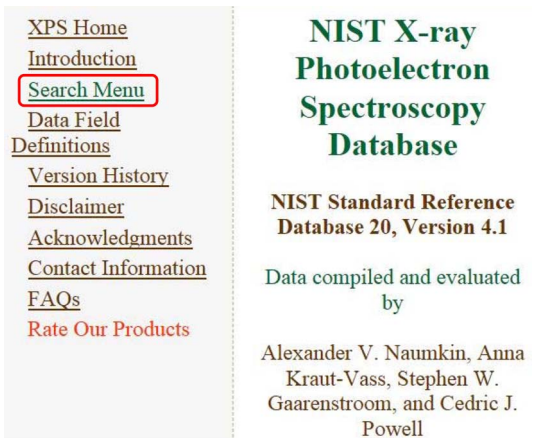 XPS Home
Introduction
Search Menu
Data Field
Definitions
Version History
Disclaimer
Acknowledgments
Contact Information
FAQs
Rate Our Products
NIST X-ray
Photoelectron
Spectroscopy
Database
NIST Standard Reference
Database 20, Version 4.1
Data compiled and evaluated
by
Alexander V. Naumkin, Anna
Kraut-Vass, Stephen W.
Gaarenstroom, and Cedric J.
Powell